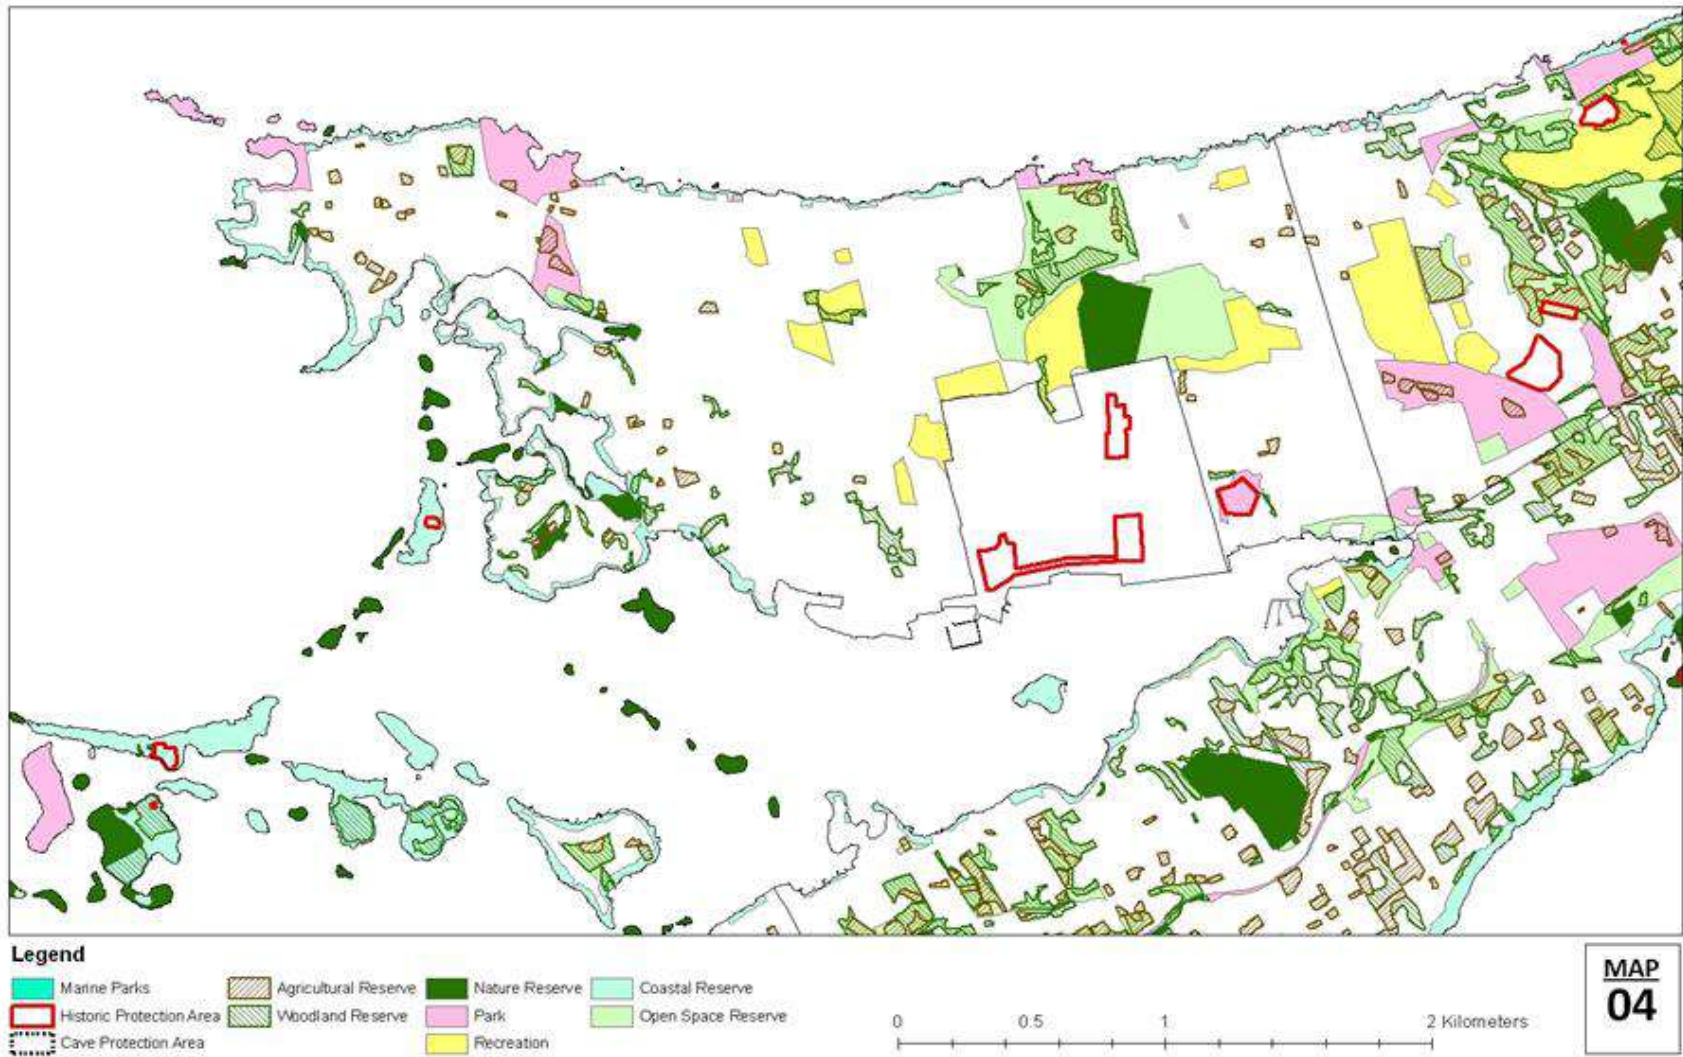 Legend
Marine Parks
Agricultural Reserve
Nature Reserve
Coastal Reserve
Historic Protection Area
Woodland Reserve
Park
Open Space Reserve
Cave Protection Area
Recreation
0 0.5 1 2 Kilometers
MAP
04